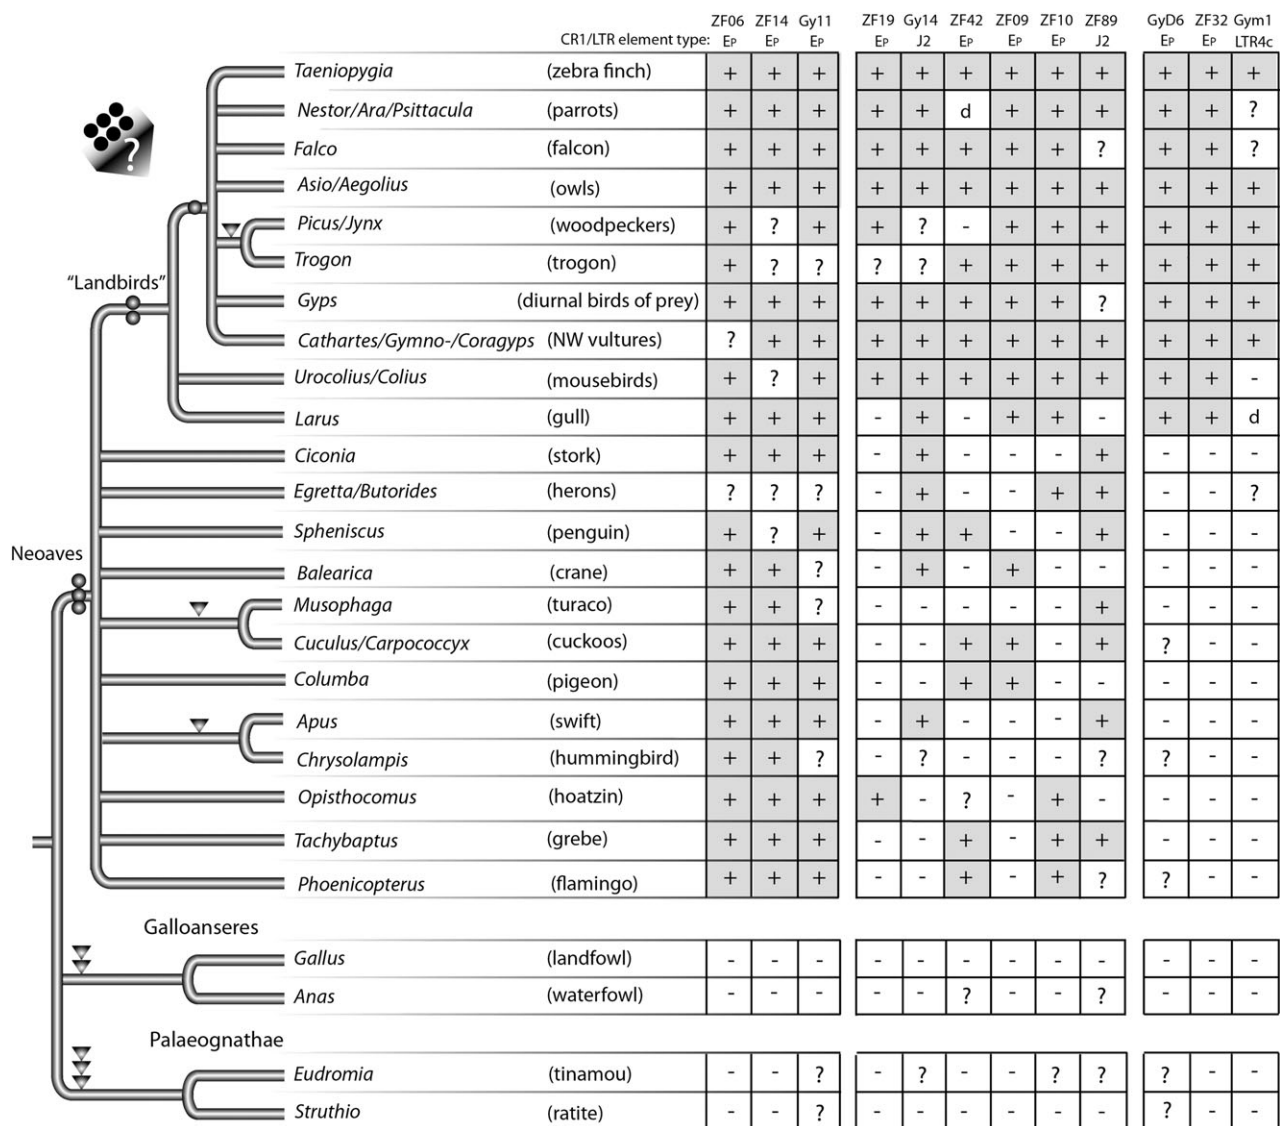 ZF06 ZF14 Gy11 ZF19 Gy14 ZF42 ZF09 ZF10 ZF89 GyD6 ZF32 Gym1
CR1/LTR element type: EP EP EP EP J2 EP EP EP J2 EP EP LTR4c
Taeniopygia (zebra finch) + + + + + + + + + + + +
Nestor/Ara/Psittacula (parrots) + + + + + d + + + + + ?
?
Falco (falcon) + + + + + + + + ? + + ?
Asio/Aegolius (owls) + + + + + + + + + + + +
Picus/Jynx (woodpeckers) + ? + + ? - + + + + + +
Trogon (trogon) + ? ? ? ? + + + + + + +
"Landbirds"
Gyps (diurnal birds of prey) + + + + + + + + ? + + +
Cathartes/Gymno-/Coragyps (NW vultures) ? + + + + + + + + + + +
Urocolius/Colius (mousebirds) + ? + + + + + + + + + -
Larus (gull) + + + - + - + + - + + d
Ciconia (stork) + + + - + - - - + - - -
Egretta/Butorides (herons) ? ? ? - + - - + + - - ?
Spheniscus (penguin) + ? + - + + - - + - - -
Neoaves
Balearica (crane) + + ? - + - + - - - - -
Musophaga (turaco) + + ? - - - - - + - - -
Cuculus/Carpococcyx (cuckoos) + + + - - + + - + ? - -
Columba (pigeon) + + + - - + + - - - - -
Apus (swift) + + + - + - - - + - - -
Chrysolampis (hummingbird) + + ? - ? - - - ? ? - -
Opisthocomus (hoatzin) + + + + - ? - + - - - -
Tachybaptus (grebe) + + + - - + - + + - - -
Phoenicopterus (flamingo) + + + - - + - + ? ? - -
Galloanseres
Gallus (landfowl) - - - - - - - - - - - -
Anas (waterfowl) - - - - - ? - - ? - - -
Palaeognathae
Eudromia (tinamou) - - ? - ? - - ? ? ? - -
Struthio (ratite) - - ? - - - - - - ? - -